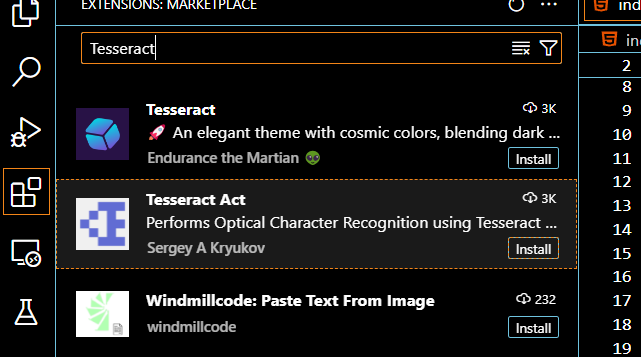 EXTENSIONS: MARKETPLACE
ind
Tesseract
ind
2
8
9
10
11
12
13
14
15
16
17
18
19
Tesseract
3K
🚀 An elegant theme with cosmic colors, blending dark ...
Endurance the Martian 👽
Install
Tesseract Act
3K
Performs Optical Character Recognition using Tesseract ...
Sergey A Kryukov
Install
Windmillcode: Paste Text From Image
232
windmillcode
Install